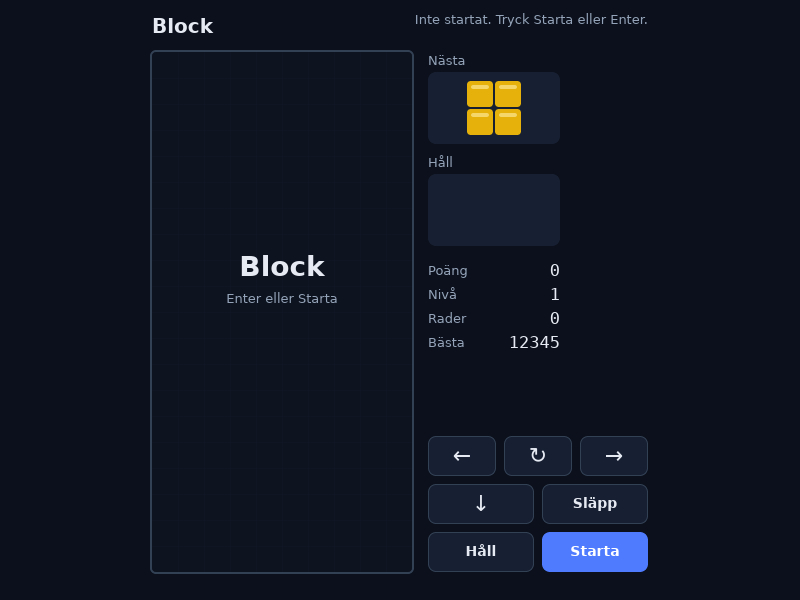 Block
Inte startat. Tryck Starta eller Enter.
Block
Enter eller Starta
Nästa
Håll
Poäng 0
Nivå 1
Rader 0
Bästa 12345
← ↻ →
↓ Släpp
Håll Starta